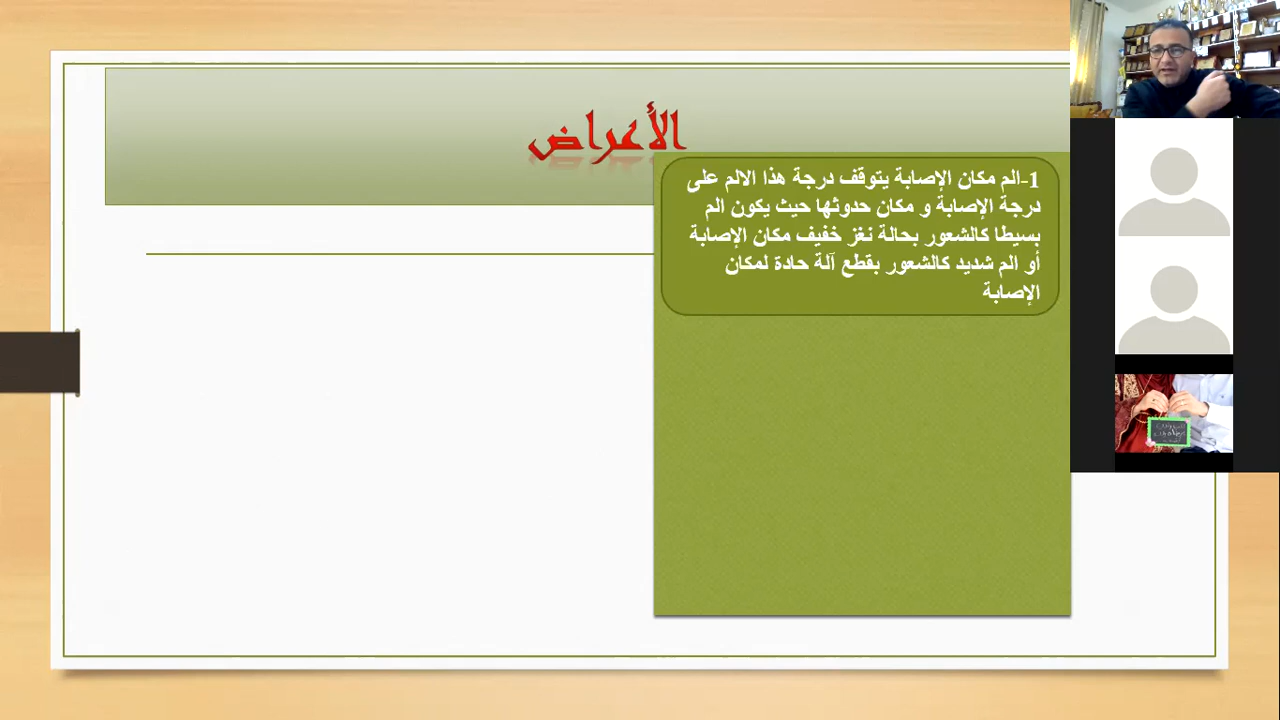 الأعراض
1-الم مكان الإصابة يتوقف درجة هذا الالم على
درجة الإصابة و مكان حدوثها حيث يكون الم
بسيطا كالشعور بحالة نغز خفيف مكان الإصابة
أو الم شديد كالشعور بقطع آلة حادة لمكان
الإصابة